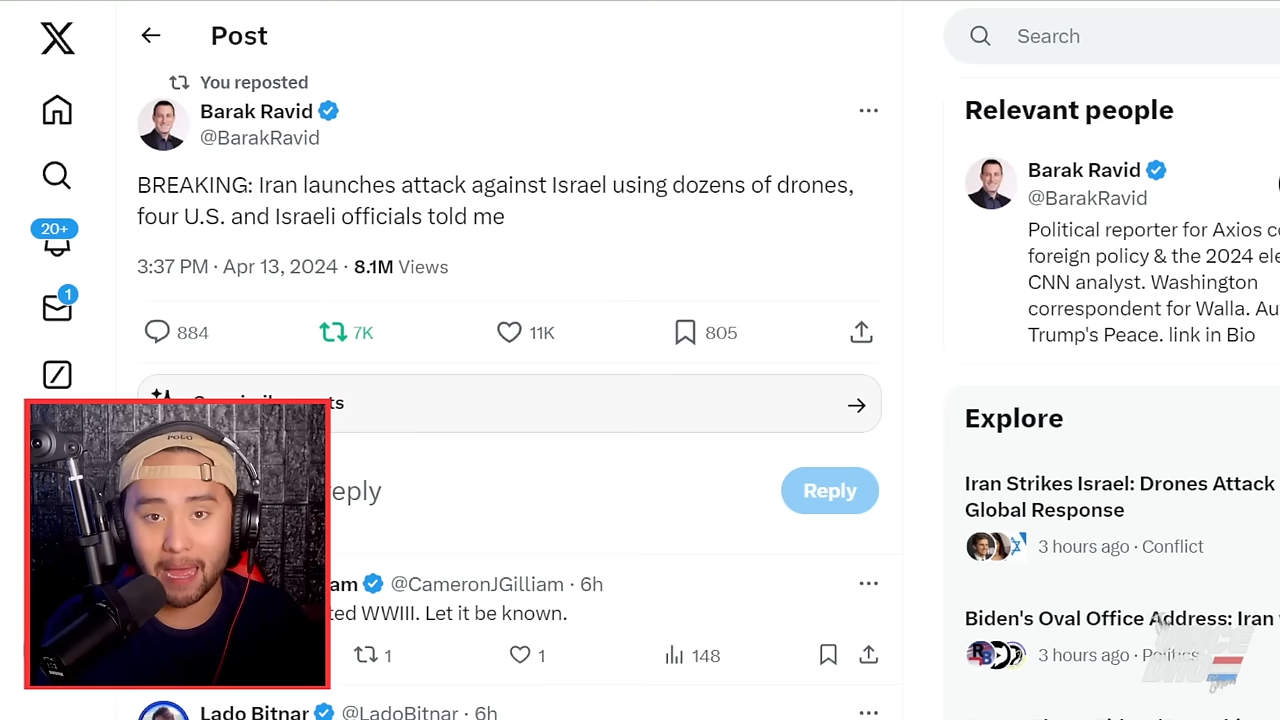 Post
Search
You reposted
Barak Ravid
@BarakRavid
BREAKING: Iran launches attack against Israel using dozens of drones,
four U.S. and Israeli officials told me
3:37 PM · Apr 13, 2024 · 8.1M Views
884
7K
11K
805
20+
1
Reply
am @CameronJGilliam · 6h
WWIII. Let it be known.
1
1
148
Lado Bitnar @LadoBitnar · 6h
POLO
Relevant people
Barak Ravid
@BarakRavid
Political reporter for Axios
foreign policy & the 2024
CNN analyst. Washington
correspondent for Walla.
Trump's Peace. link in Bio
Explore
Iran Strikes Israel: Drones Attack
Global Response
3 hours ago · Conflict
Biden's Oval Office Address: Iran
3 hours ago · Politics